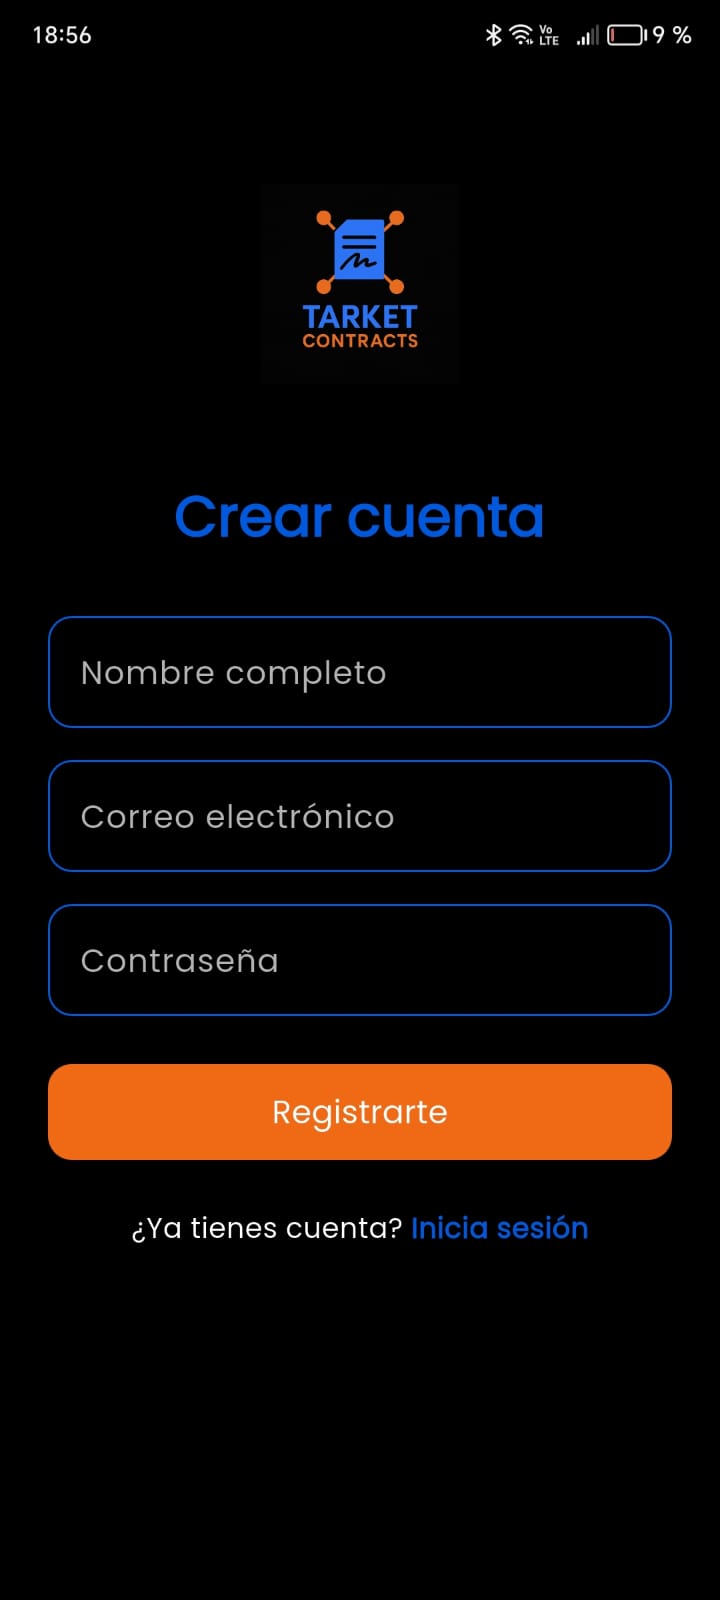 18:56
Vo
LTE
9 %
TARKET
CONTRACTS
Crear cuenta
Nombre completo
Correo electrónico
Contraseña
Registrarte
¿Ya tienes cuenta? Inicia sesión